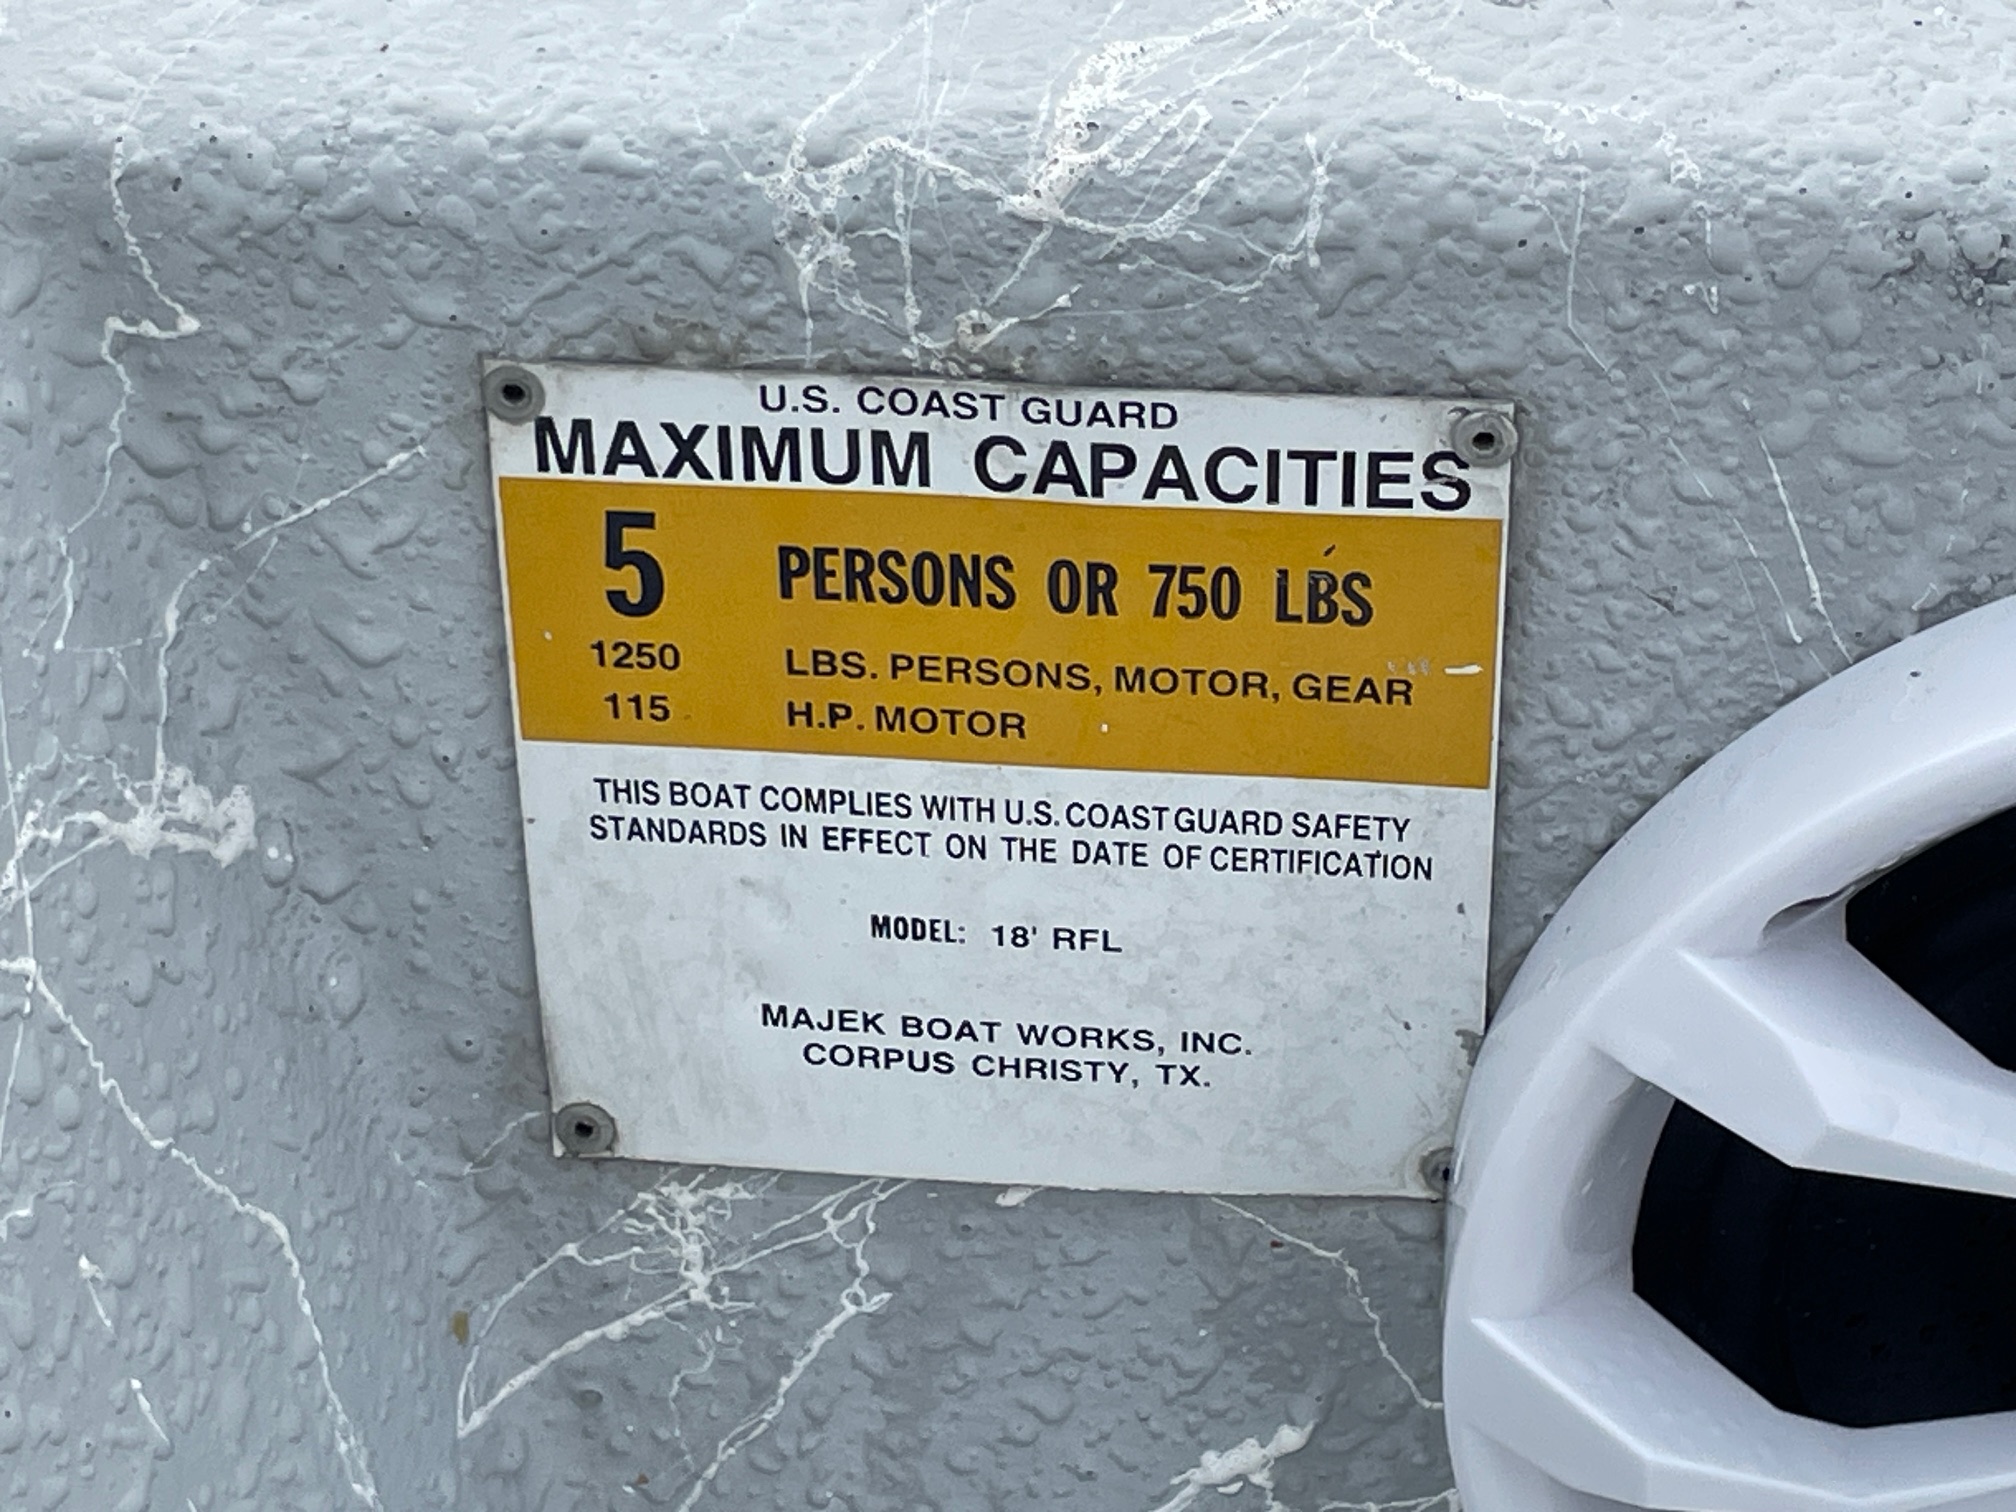 U.S. COAST GUARD
MAXIMUM CAPACITIES
5 PERSONS OR 750 LBS
1250 LBS. PERSONS, MOTOR, GEAR
115 H.P. MOTOR
THIS BOAT COMPLIES WITH U.S. COAST GUARD SAFETY
STANDARDS IN EFFECT ON THE DATE OF CERTIFICATION
MODEL: 18' RFL
MAJEK BOAT WORKS, INC.
CORPUS CHRISTY, TX.